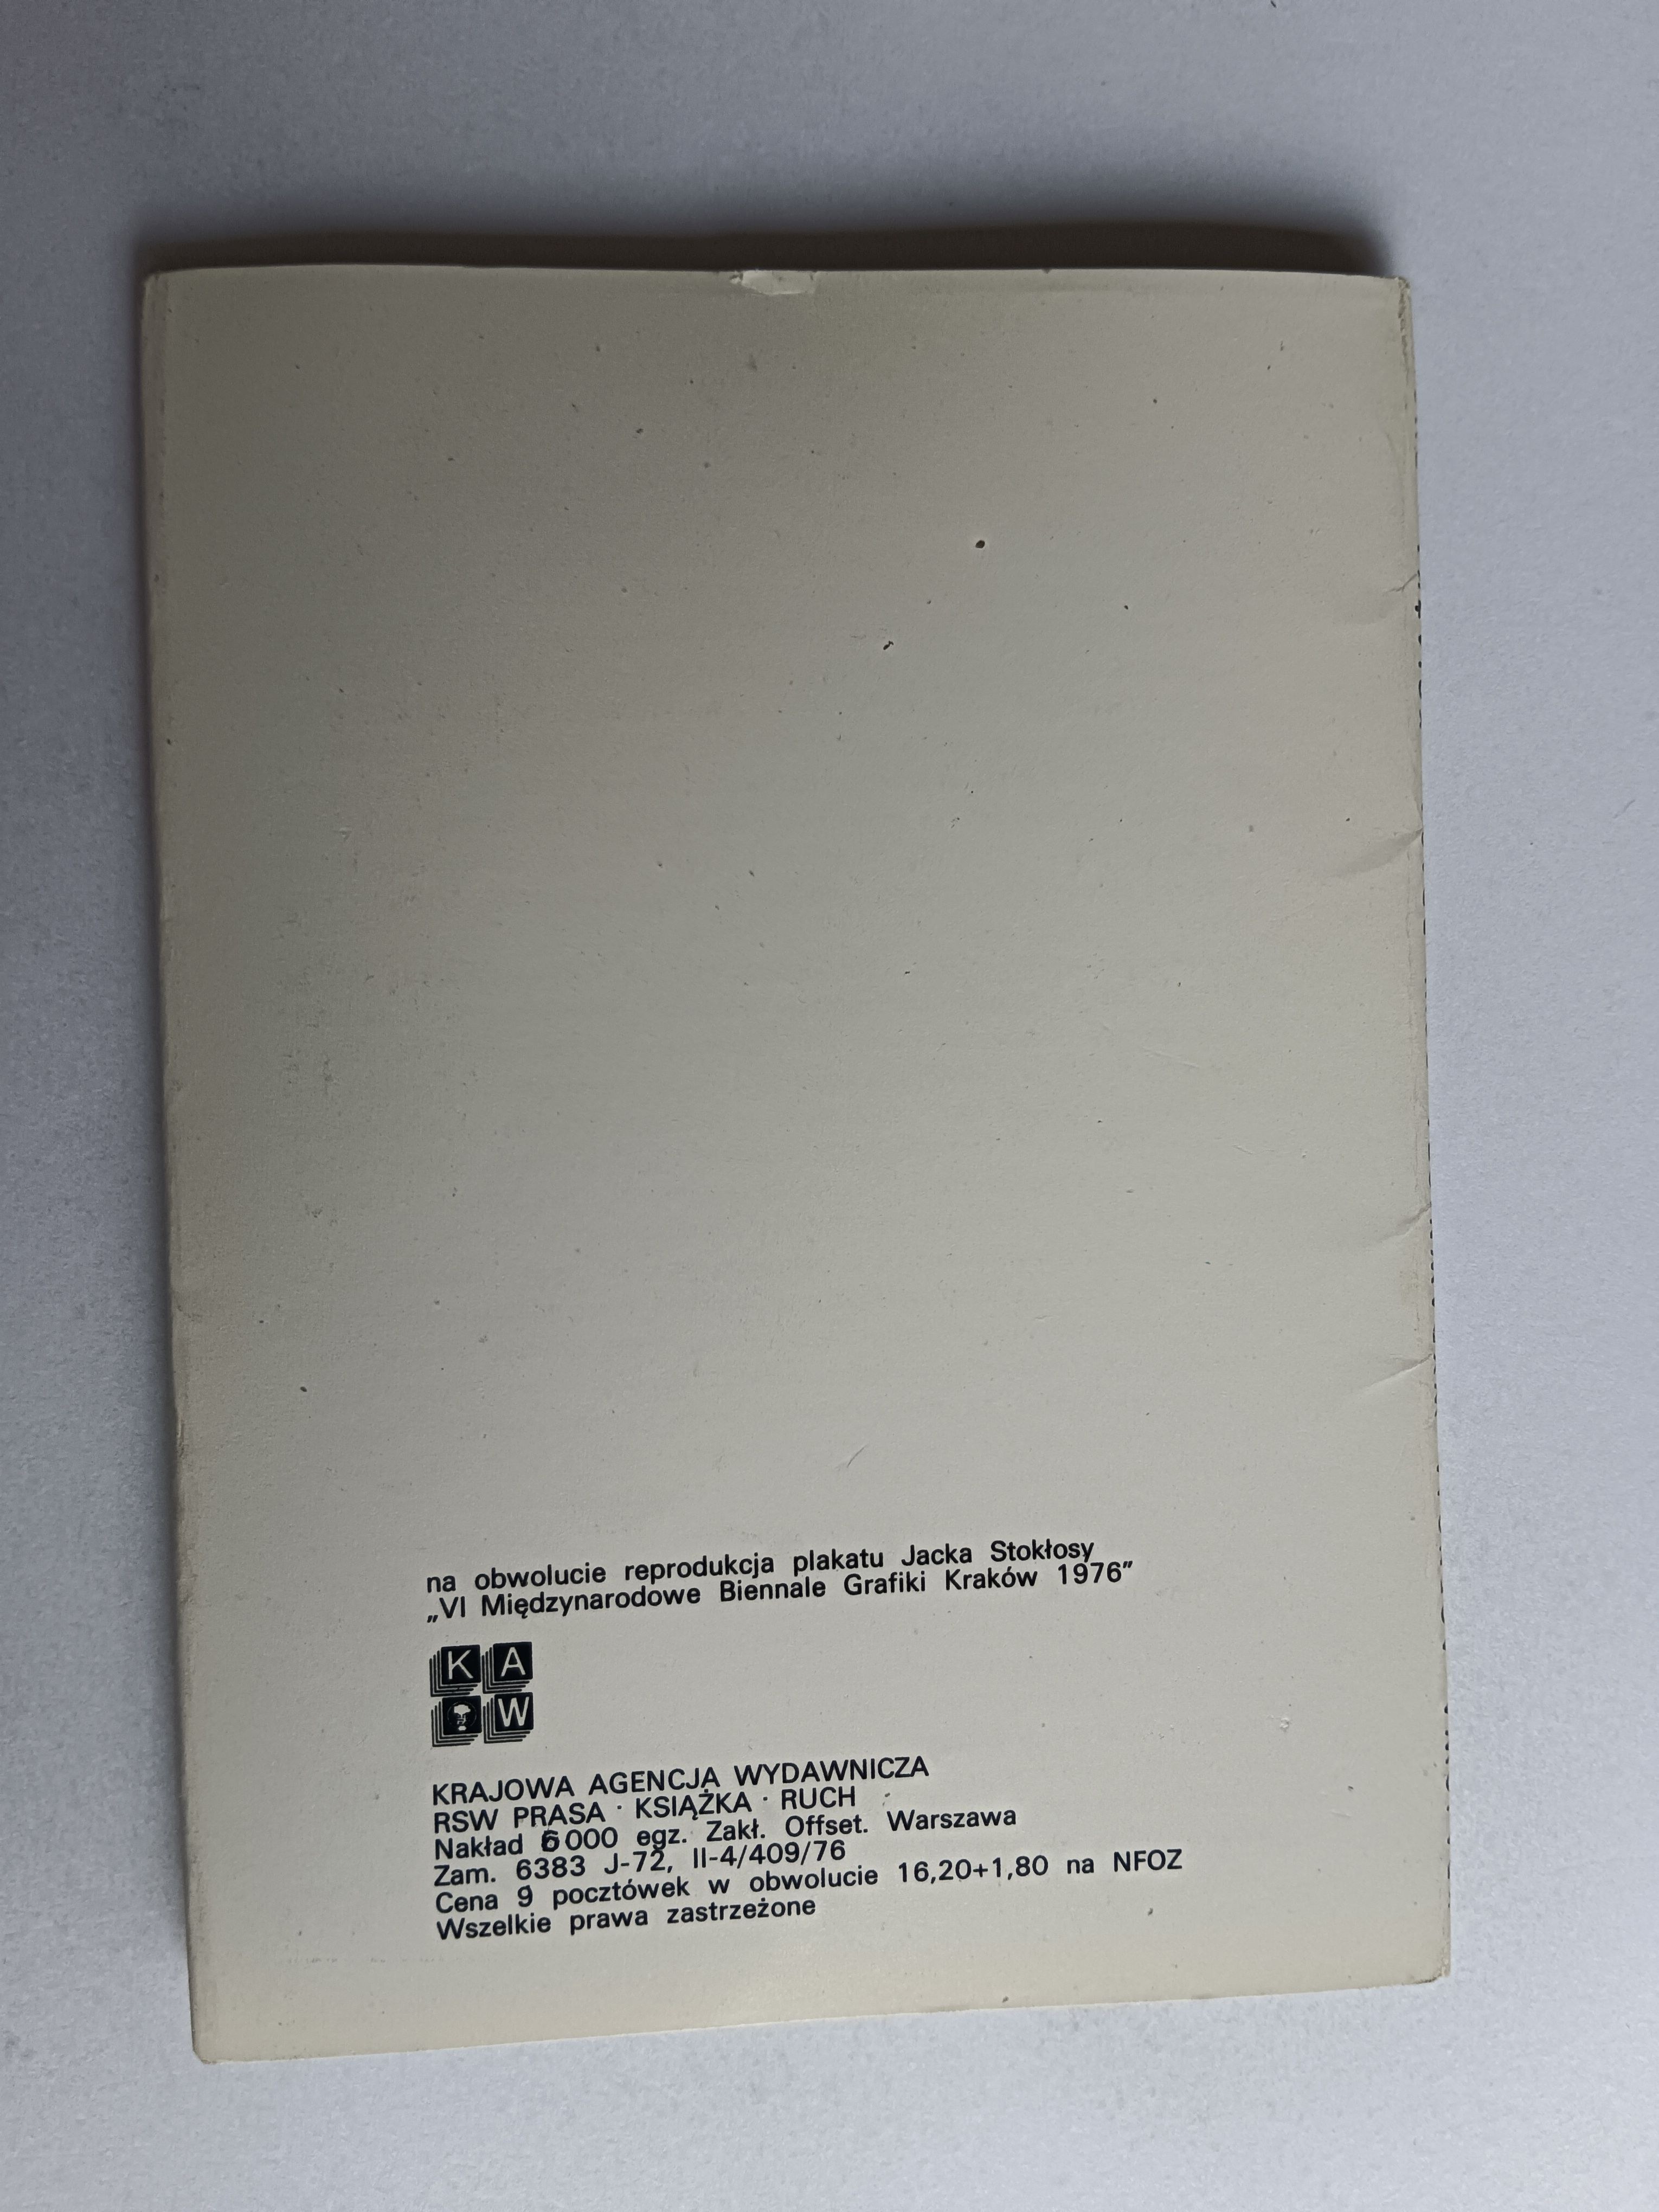 na obwolucie reprodukcja plakatu Jacka Stokłosy
„VI Międzynarodowe Biennale Grafiki Kraków 1976”
K A
W
KRAJOWA AGENCJA WYDAWNICZA
RSW PRASA · KSIĄŻKA · RUCH
Nakład 6000 egz. Zakł. Offset. Warszawa
Zam. 6383 J-72, II-4/409/76
Cena 9 pocztówek w obwolucie 16,20+1,80 na NFOZ
Wszelkie prawa zastrzeżone